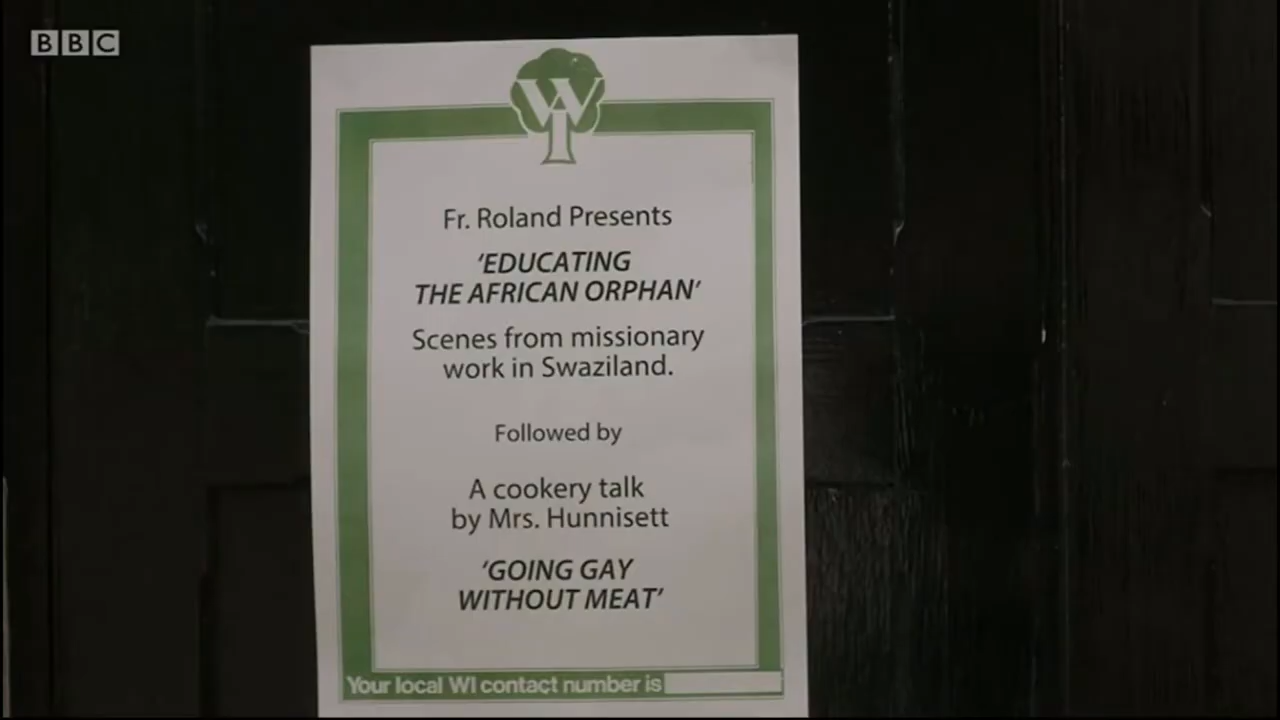 BBC
WI
Fr. Roland Presents
‘EDUCATING
THE AFRICAN ORPHAN’
Scenes from missionary
work in Swaziland.
Followed by
A cookery talk
by Mrs. Hunnisett
‘GOING GAY
WITHOUT MEAT’
Your local WI contact number is